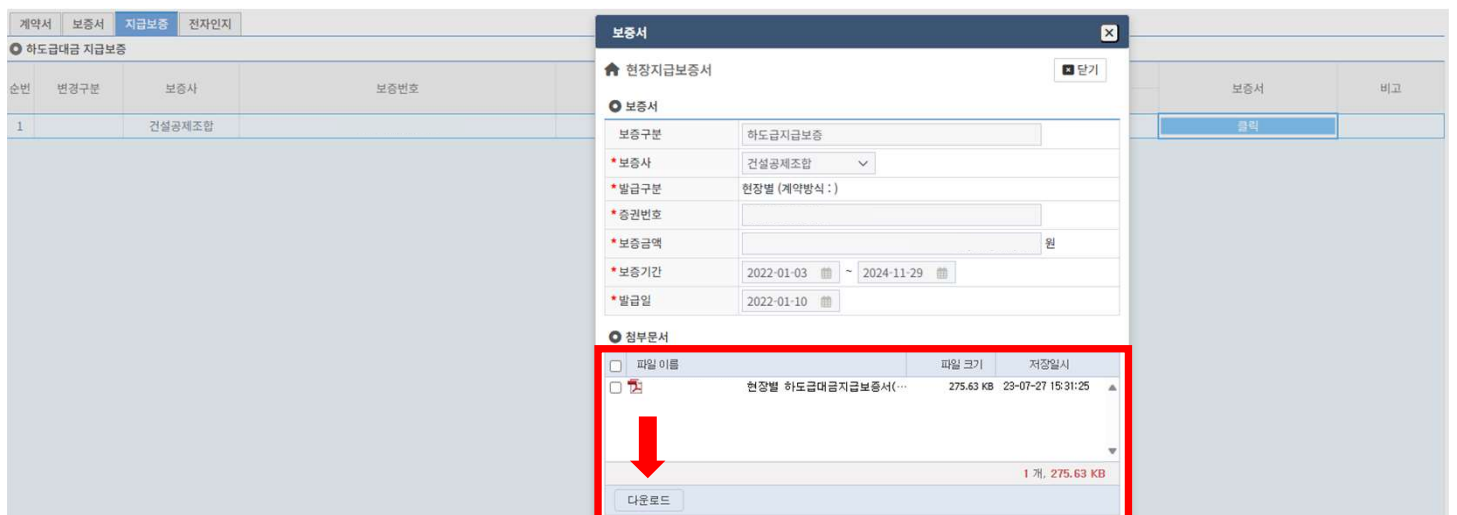 계약서 보증서 지급보증 전자인지
하도급대금 지급보증
순번 변경구분 보증사 보증번호 보증서 비고
1 건설공제조합 클릭
보증서
현장지급보증서 닫기
보증서
보증구분 하도급지급보증
*보증사 건설공제조합
*발급구분 현장별 (계약방식 : )
*증권번호
*보증금액 원
*보증기간 2022-01-03 ~ 2024-11-29
*발급일 2022-01-10
첨부문서
파일 이름 파일 크기 저장일시
현장별 하도급대금지급보증서(… 275.63 KB 23-07-27 15:31:25
1 개, 275.63 KB
다운로드